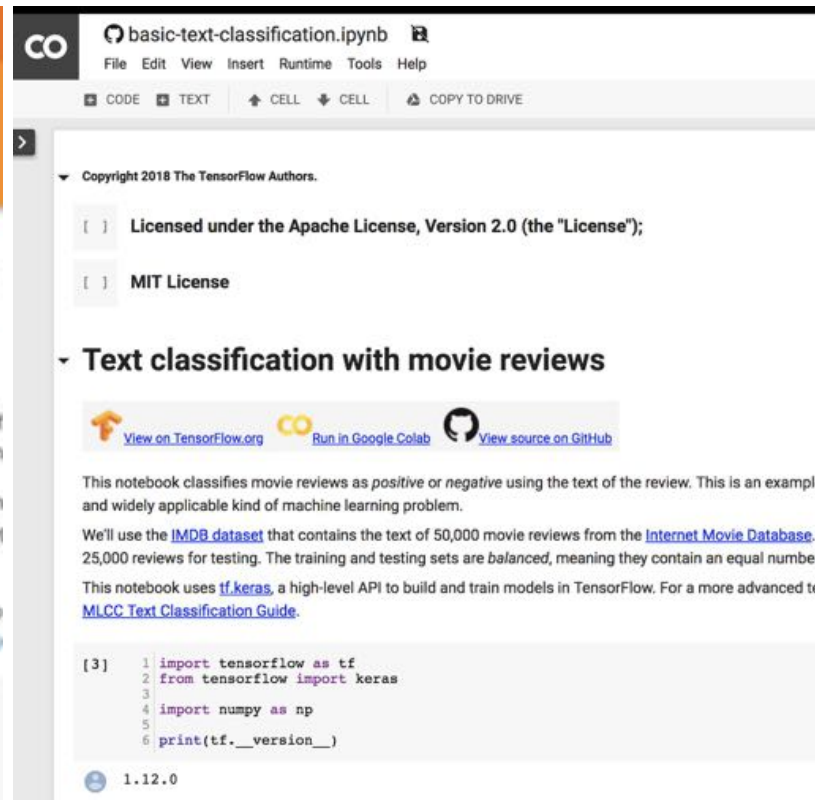 CO basic-text-classification.ipynb
File Edit View Insert Runtime Tools Help
CODE TEXT CELL CELL COPY TO DRIVE
Copyright 2018 The TensorFlow Authors.
[ ] Licensed under the Apache License, Version 2.0 (the "License");
[ ] MIT License
Text classification with movie reviews
View on TensorFlow.org CO Run in Google Colab View source on GitHub
This notebook classifies movie reviews as positive or negative using the text of the review. This is an exampl
and widely applicable kind of machine learning problem.
We'll use the IMDB dataset that contains the text of 50,000 movie reviews from the Internet Movie Database.
25,000 reviews for testing. The training and testing sets are balanced, meaning they contain an equal numbe
This notebook uses tf.keras, a high-level API to build and train models in TensorFlow. For a more advanced te
MLCC Text Classification Guide.
[3] 1 import tensorflow as tf
2 from tensorflow import keras
3
4 import numpy as np
5
6 print(tf.__version__)
1.12.0